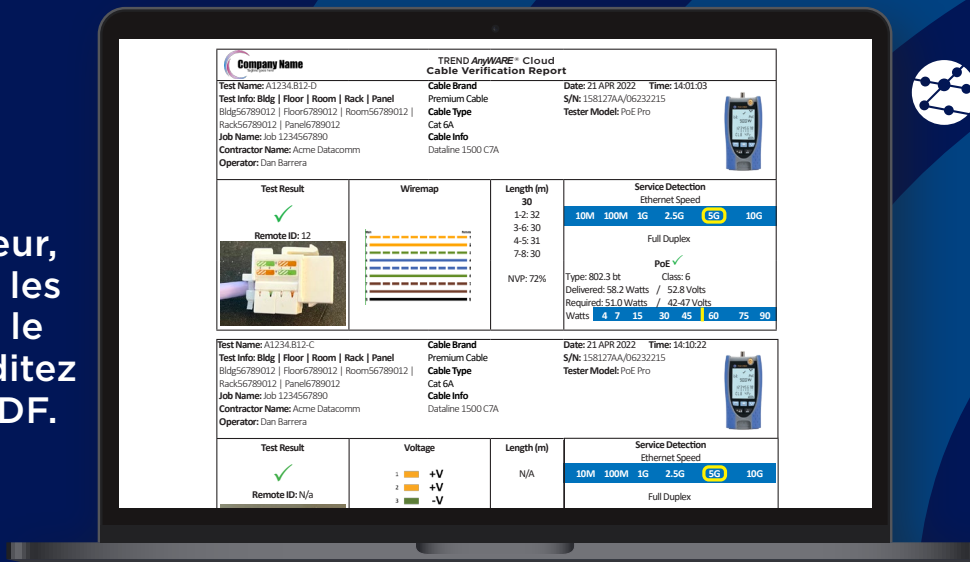 eur,
les
le
ditez
DF.
Company Name
TREND AnyWARE® Cloud
Cable Verification Report
Test Name: A1234.B12-D
Test Info: Bldg | Floor | Room | Rack | Panel
Bldg56789012 | Floor6789012 | Room56789012 |
Rack56789012 | Panel6789012
Job Name: Job 1234567890
Contractor Name: Acme Datacomm
Operator: Dan Barrera
Cable Brand
Premium Cable
Cable Type
Cat 6A
Cable Info
Dataline 1500 C7A
Date: 21 APR 2022 Time: 14:01:03
S/N: 158127AA/06232215
Tester Model: PoE Pro
Test Result
Remote ID: 12
Wiremap
Length (m)
30
1-2: 32
3-6: 30
4-5: 31
7-8: 30
NVP: 72%
Service Detection
Ethernet Speed
10M 100M 1G 2.5G 5G 10G
Full Duplex
PoE ✓
Type: 802.3 bt Class: 6
Delivered: 58.2 Watts / 52.8 Volts
Required: 51.0 Watts / 42-47 Volts
Watts 4 7 15 30 45 60 75 90
Test Name: A1234.B12-C
Test Info: Bldg | Floor | Room | Rack | Panel
Bldg56789012 | Floor6789012 | Room56789012 |
Rack56789012 | Panel6789012
Job Name: Job 1234567890
Contractor Name: Acme Datacomm
Operator: Dan Barrera
Cable Brand
Premium Cable
Cable Type
Cat 6A
Cable Info
Dataline 1500 C7A
Date: 21 APR 2022 Time: 14:10:22
S/N: 158127AA/06232215
Tester Model: PoE Pro
Test Result
Remote ID: N/a
Voltage
1 +V
2 +V
3 -V
Length (m)
N/A
Service Detection
Ethernet Speed
10M 100M 1G 2.5G 5G 10G
Full Duplex